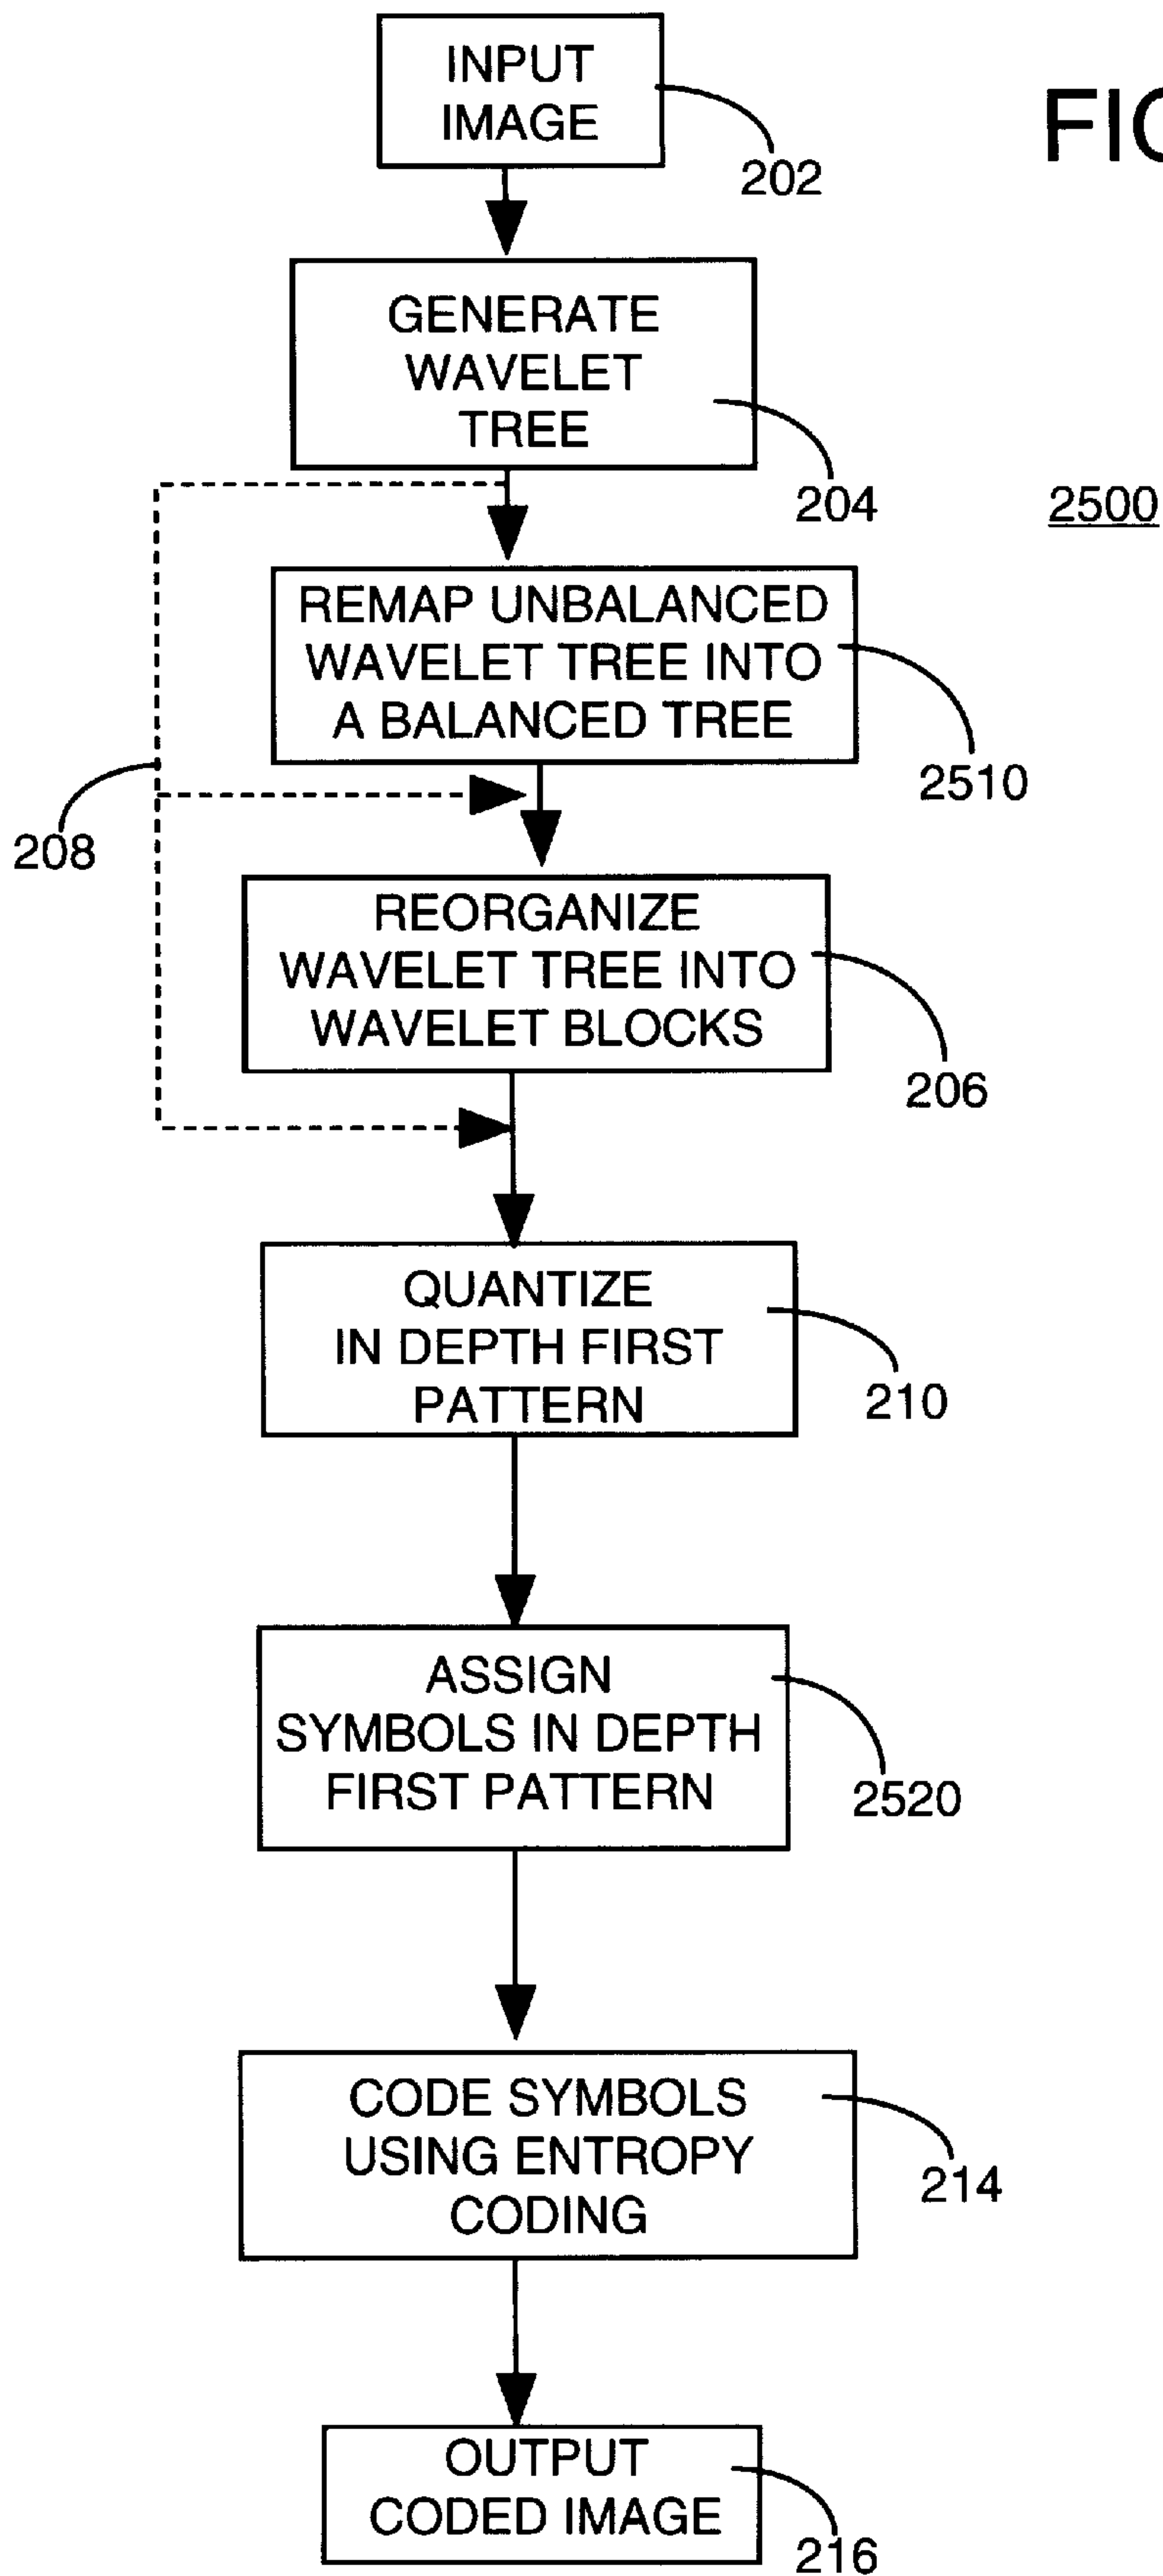 INPUT
IMAGE
202
GENERATE
WAVELET
TREE
204
2500
REMAP UNBALANCED
WAVELET TREE INTO
A BALANCED TREE
2510
208
REORGANIZE
WAVELET TREE INTO
WAVELET BLOCKS
206
QUANTIZE
IN DEPTH FIRST
PATTERN
210
ASSIGN
SYMBOLS IN DEPTH
FIRST PATTERN
2520
CODE SYMBOLS
USING ENTROPY
CODING
214
OUTPUT
CODED IMAGE
216